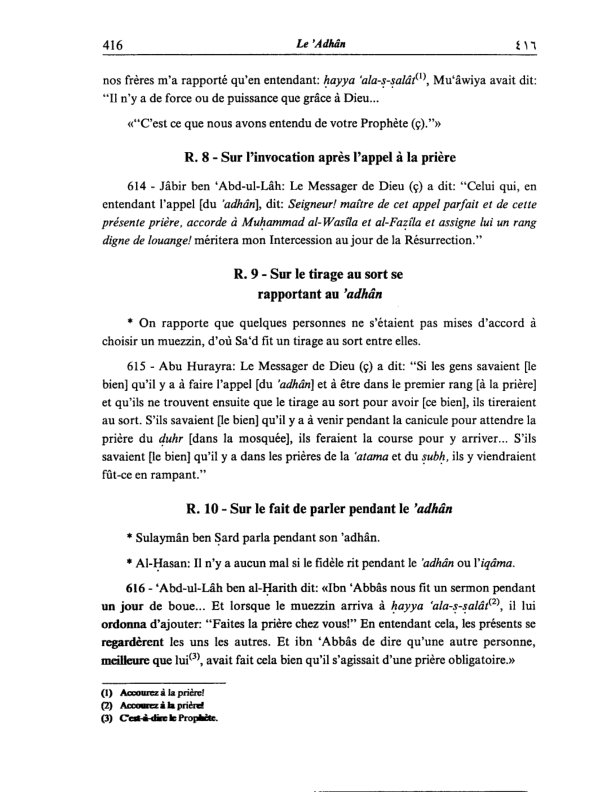 416 Le 'Adhân ٤١٦
nos frères m'a rapporté qu'en entendant: ḥayya 'ala-ṣ-ṣalât(1), Mu'âwiya avait dit:
"Il n'y a de force ou de puissance que grâce à Dieu...
«"C'est ce que nous avons entendu de votre Prophète (ç)."»
R. 8 - Sur l'invocation après l'appel à la prière
614 - Jâbir ben 'Abd-ul-Lâh: Le Messager de Dieu (ç) a dit: "Celui qui, en
entendant l'appel [du 'adhân], dit: Seigneur! maître de cet appel parfait et de cette
présente prière, accorde à Muḥammad al-Wasîla et al-Faẓîla et assigne lui un rang
digne de louange! méritera mon Intercession au jour de la Résurrection."
R. 9 - Sur le tirage au sort se
rapportant au 'adhân
* On rapporte que quelques personnes ne s'étaient pas mises d'accord à
choisir un muezzin, d'où Sa'd fit un tirage au sort entre elles.
615 - Abu Hurayra: Le Messager de Dieu (ç) a dit: "Si les gens savaient [le
bien] qu'il y a à faire l'appel [du 'adhân] et à être dans le premier rang [à la prière]
et qu'ils ne trouvent ensuite que le tirage au sort pour avoir [ce bien], ils tireraient
au sort. S'ils savaient [le bien] qu'il y a à venir pendant la canicule pour attendre la
prière du ḍuhr [dans la mosquée], ils feraient la course pour y arriver... S'ils
savaient [le bien] qu'il y a dans les prières de la 'atama et du ṣubḥ, ils y viendraient
fût-ce en rampant."
R. 10 - Sur le fait de parler pendant le 'adhân
* Sulaymân ben Ṣard parla pendant son 'adhân.
* Al-Ḥasan: Il n'y a aucun mal si le fidèle rit pendant le 'adhân ou l'iqâma.
616 - 'Abd-ul-Lâh ben al-Ḥarith dit: «Ibn 'Abbâs nous fit un sermon pendant
un jour de boue... Et lorsque le muezzin arriva à ḥayya 'ala-ṣ-ṣalât(2), il lui
ordonna d'ajouter: "Faites la prière chez vous!" En entendant cela, les présents se
regardèrent les uns les autres. Et ibn 'Abbâs de dire qu'une autre personne,
meilleure que lui(3), avait fait cela bien qu'il s'agissait d'une prière obligatoire.»
(1) Accourez à la prière!
(2) Accourez à la prière!
(3) C'est-à-dire le Prophète.